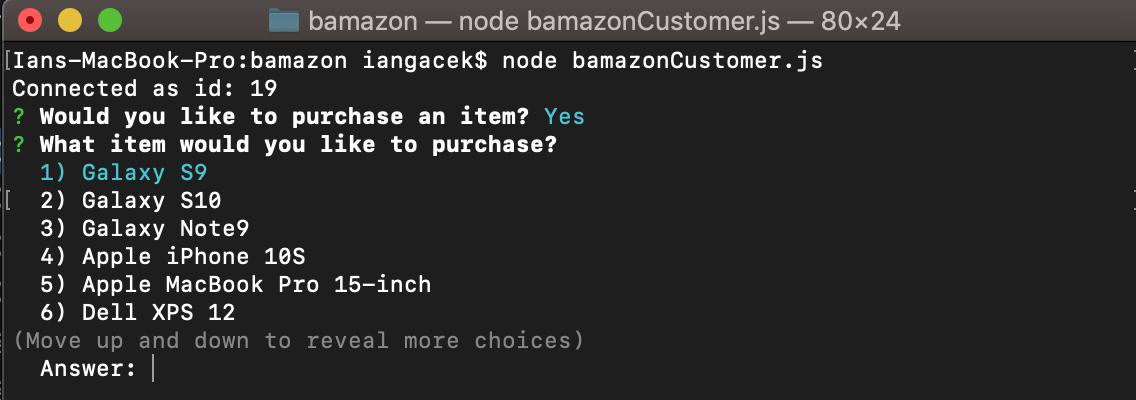 bamazon — node bamazonCustomer.js — 80×24
[Ians-MacBook-Pro:bamazon iangacek$ node bamazonCustomer.js
Connected as id: 19
? Would you like to purchase an item? Yes
? What item would you like to purchase?
1) Galaxy S9
[ 2) Galaxy S10
3) Galaxy Note9
4) Apple iPhone 10S
5) Apple MacBook Pro 15-inch
6) Dell XPS 12
(Move up and down to reveal more choices)
Answer: